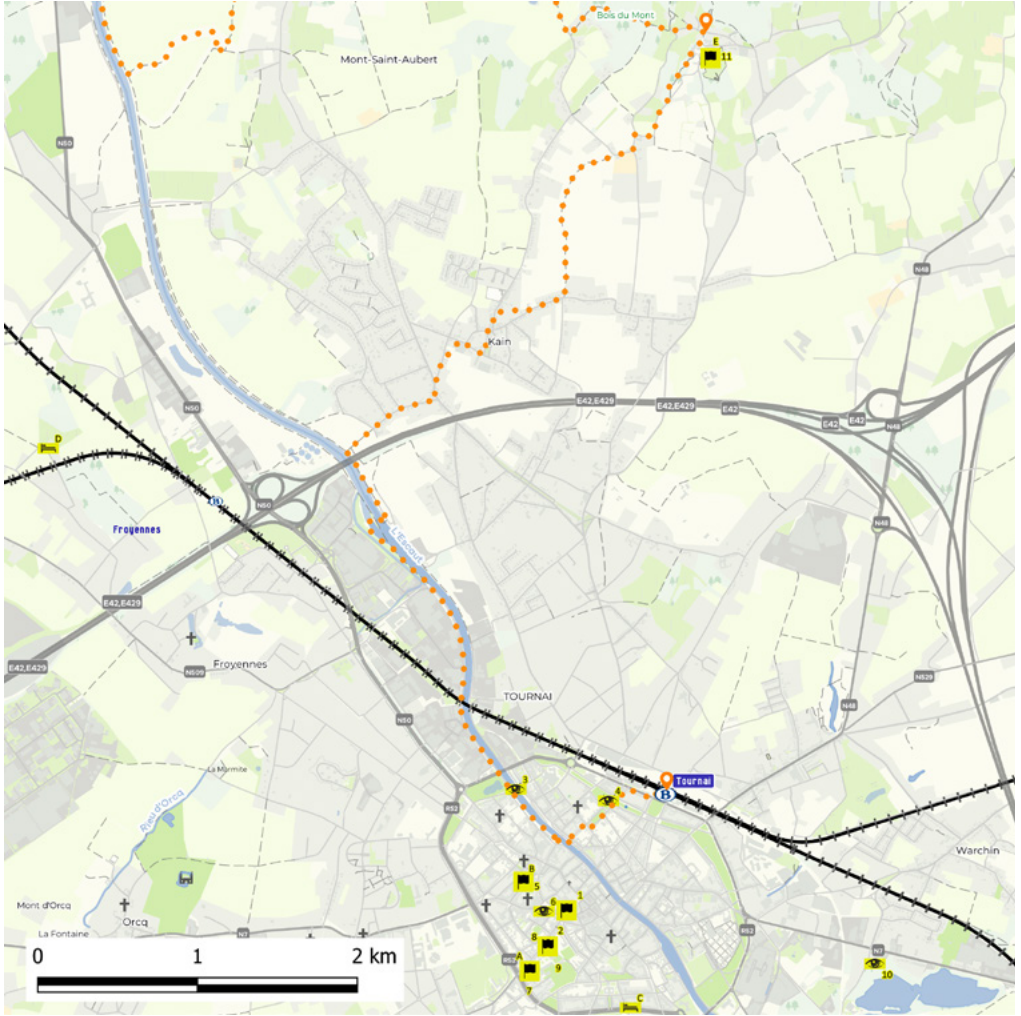 Bois du Mont
E
11
Mont-Saint-Aubert
N50
N48
Kain
E42,E429
E42,E429
E42
E42
N48
N50
D
N50
B
N48
Froyennes
L'Escaut
E42,E429
E42,E429
Froyennes
N509
N529
TOURNAI
N48
N50
La Marmite
Rieu d'Orcq
3
Tournai
B
4
R52
Warchin
B
5
Mont d'Orcq
Orcq
6
1
La Fontaine
N7
R52
2
8
N7
0
1
2 km
R52
A
9
7
10
C